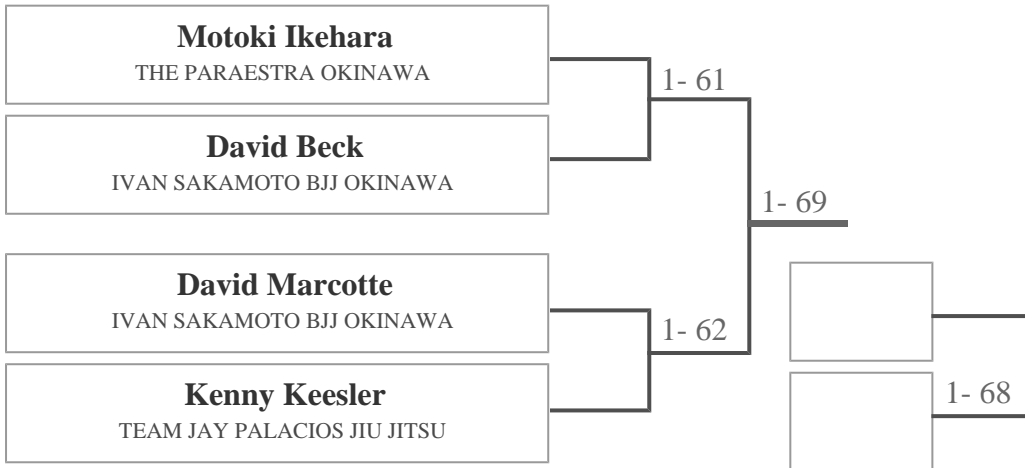 Motoki Ikehara
THE PARAESTRA OKINAWA
1- 61
David Beck
IVAN SAKAMOTO BJJ OKINAWA
1- 69
David Marcotte
IVAN SAKAMOTO BJJ OKINAWA
1- 62
Kenny Keesler
TEAM JAY PALACIOS JIU JITSU
1- 68